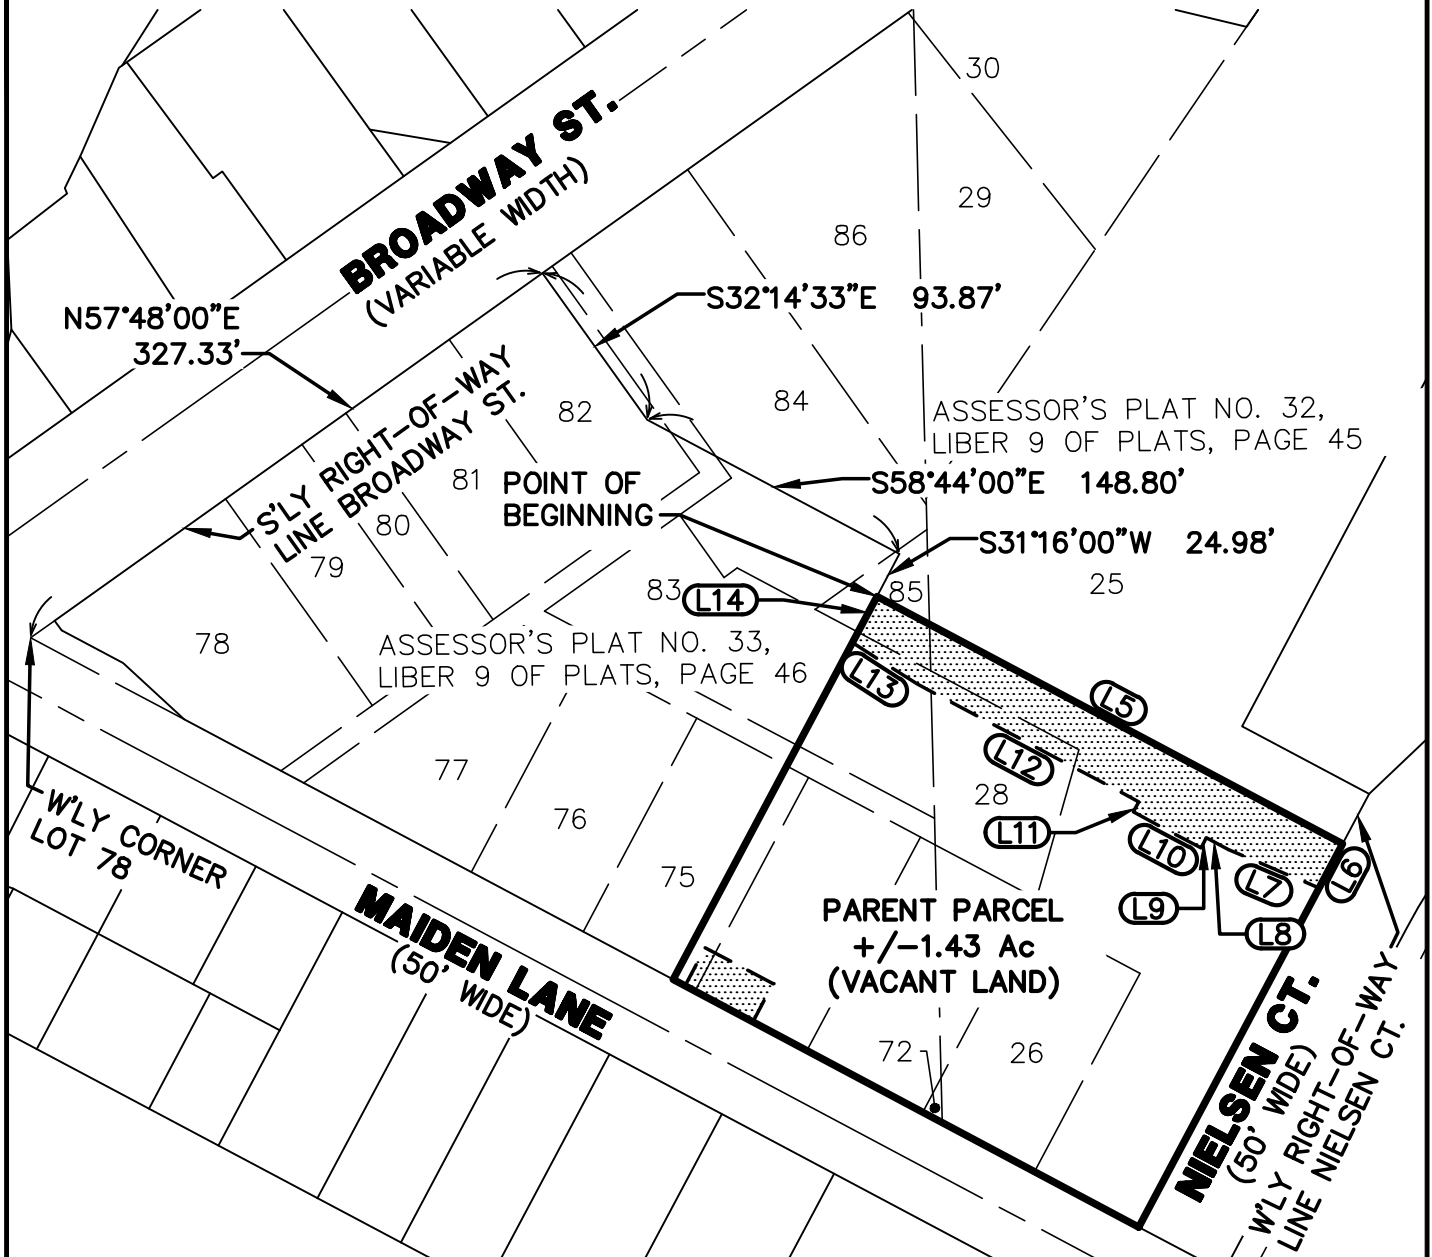 30
29
86
BROADWAY ST.
(VARIABLE WIDTH)
N57°48'00"E
327.33'
S32°14'33"E 93.87'
S'LY RIGHT-OF-WAY
LINE BROADWAY ST.
82
84
81
80
79
78
ASSESSOR'S PLAT NO. 32,
LIBER 9 OF PLATS, PAGE 45
POINT OF
BEGINNING
S58°44'00"E 148.80'
S31°16'00"W 24.98'
83
L14
85
25
ASSESSOR'S PLAT NO. 33,
LIBER 9 OF PLATS, PAGE 46
L13
L5
L12
77
76
75
28
L11
L10
L9
L7
L8
L6
W'LY CORNER
LOT 78
MAIDEN LANE
(50' WIDE)
PARENT PARCEL
+/-1.43 Ac
(VACANT LAND)
72
26
NIELSEN CT.
(50' WIDE)
W'LY RIGHT-OF-WAY
LINE NIELSEN CT.